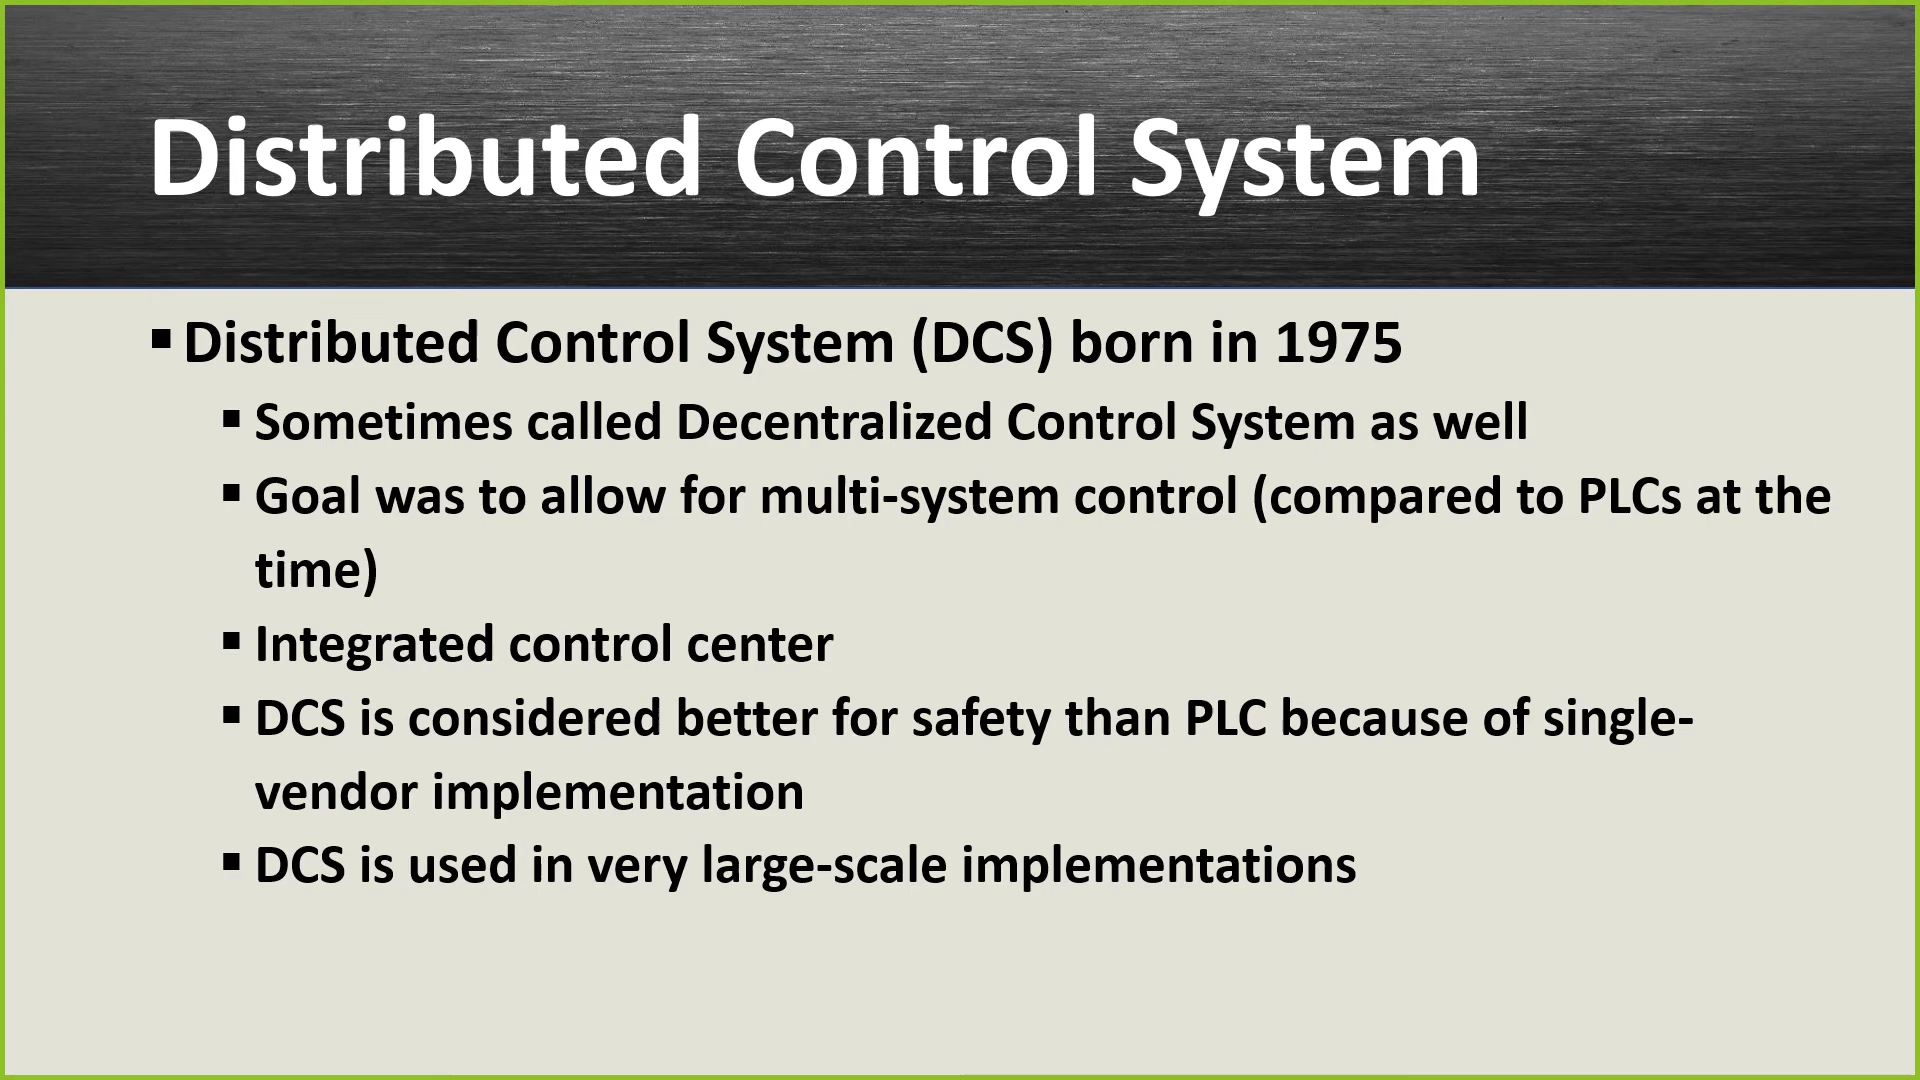 Distributed Control System
▪ Distributed Control System (DCS) born in 1975
▪ Sometimes called Decentralized Control System as well
▪ Goal was to allow for multi-system control (compared to PLCs at the
time)
▪ Integrated control center
▪ DCS is considered better for safety than PLC because of single-
vendor implementation
▪ DCS is used in very large-scale implementations